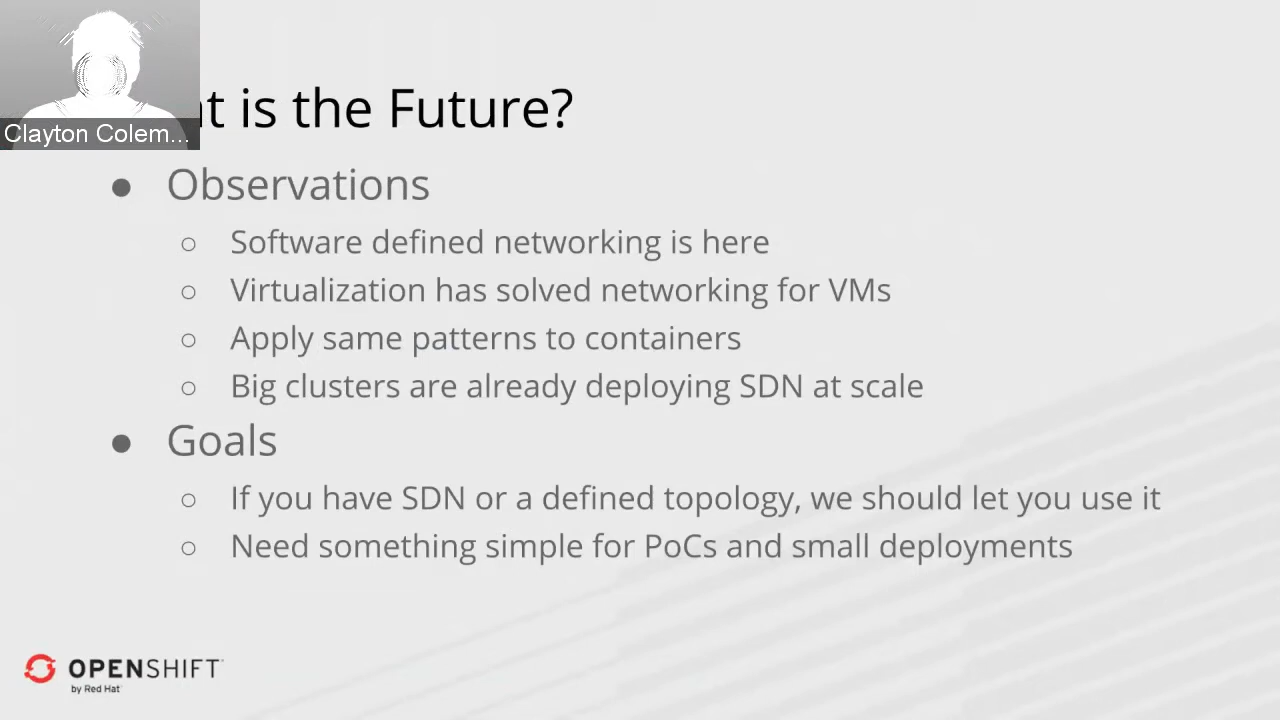 Clayton Colem...
t is the Future?
● Observations
○ Software defined networking is here
○ Virtualization has solved networking for VMs
○ Apply same patterns to containers
○ Big clusters are already deploying SDN at scale
● Goals
○ If you have SDN or a defined topology, we should let you use it
○ Need something simple for PoCs and small deployments
OPENSHIFT
by Red Hat